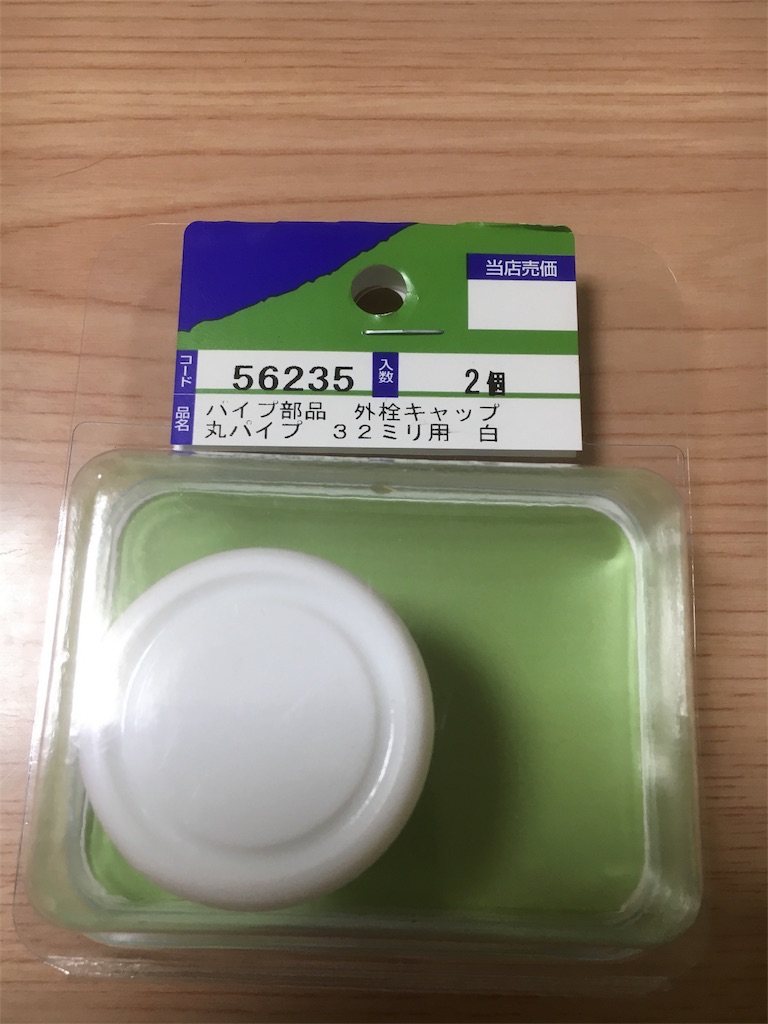 当店売価
コード 56235 入数 2個
品名 パイプ部品 外栓キャップ
丸パイプ 32ミリ用 白